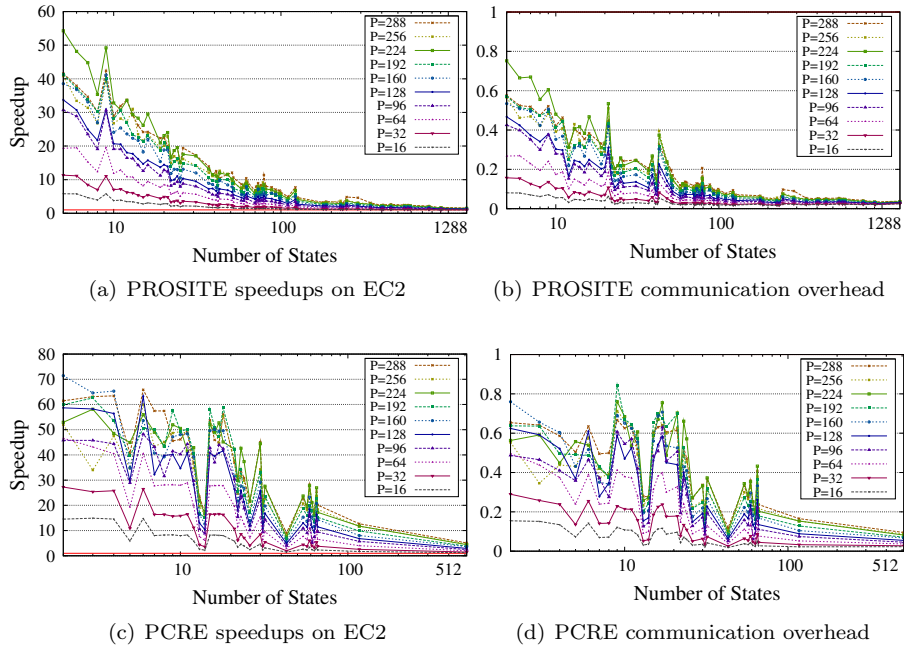 60
50
40
30
20
10
0
Speedup
10
100
1288
Number of States
P=288
P=256
P=224
P=192
P=160
P=128
P=96
P=64
P=32
P=16
(a) PROSITE speedups on EC2
1
0.8
0.6
0.4
0.2
0
10
100
1288
Number of States
P=288
P=256
P=224
P=192
P=160
P=128
P=96
P=64
P=32
P=16
(b) PROSITE communication overhead
80
70
60
50
40
30
20
10
0
Speedup
10
100
512
Number of States
P=288
P=256
P=224
P=192
P=160
P=128
P=96
P=64
P=32
P=16
(c) PCRE speedups on EC2
1
0.8
0.6
0.4
0.2
0
10
100
512
Number of States
P=288
P=256
P=224
P=192
P=160
P=128
P=96
P=64
P=32
P=16
(d) PCRE communication overhead